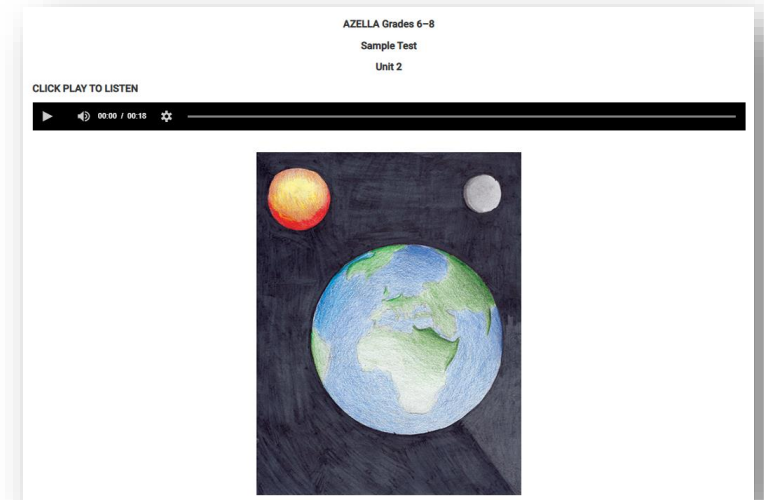 AZELLA Grades 6–8
Sample Test
Unit 2
CLICK PLAY TO LISTEN
00:00 / 00:18